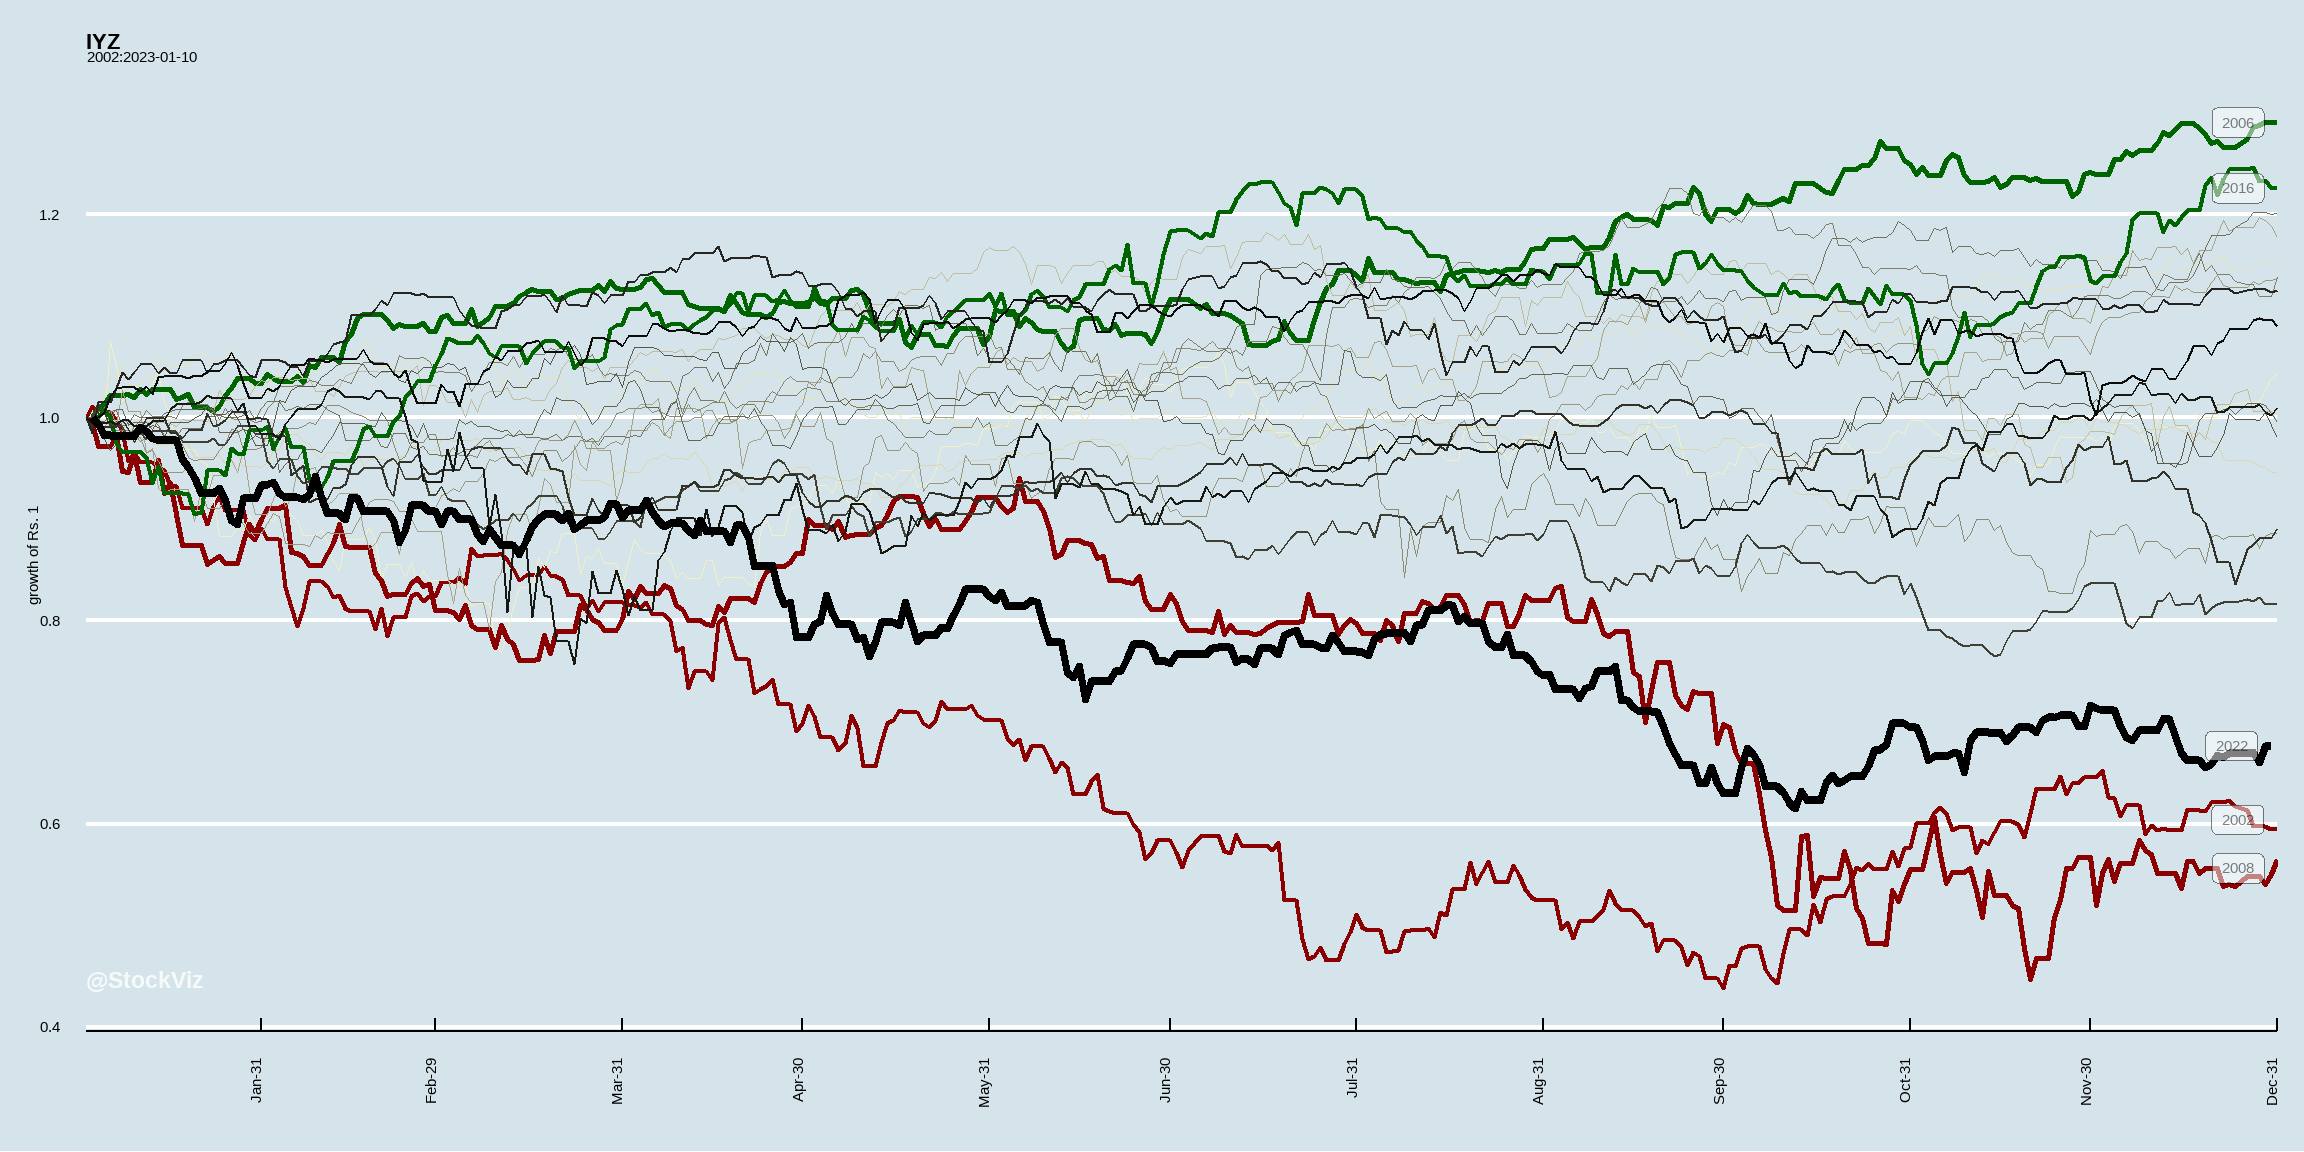 IYZ
2002:2023-01-10
2006
2016
1.2
1.0
growth of Rs. 1
0.8
2022
0.6
2002
2008
@StockViz
0.4
Jan-31
Feb-29
Mar-31
Apr-30
May-31
Jun-30
Jul-31
Aug-31
Sep-30
Oct-31
Nov-30
Dec-31